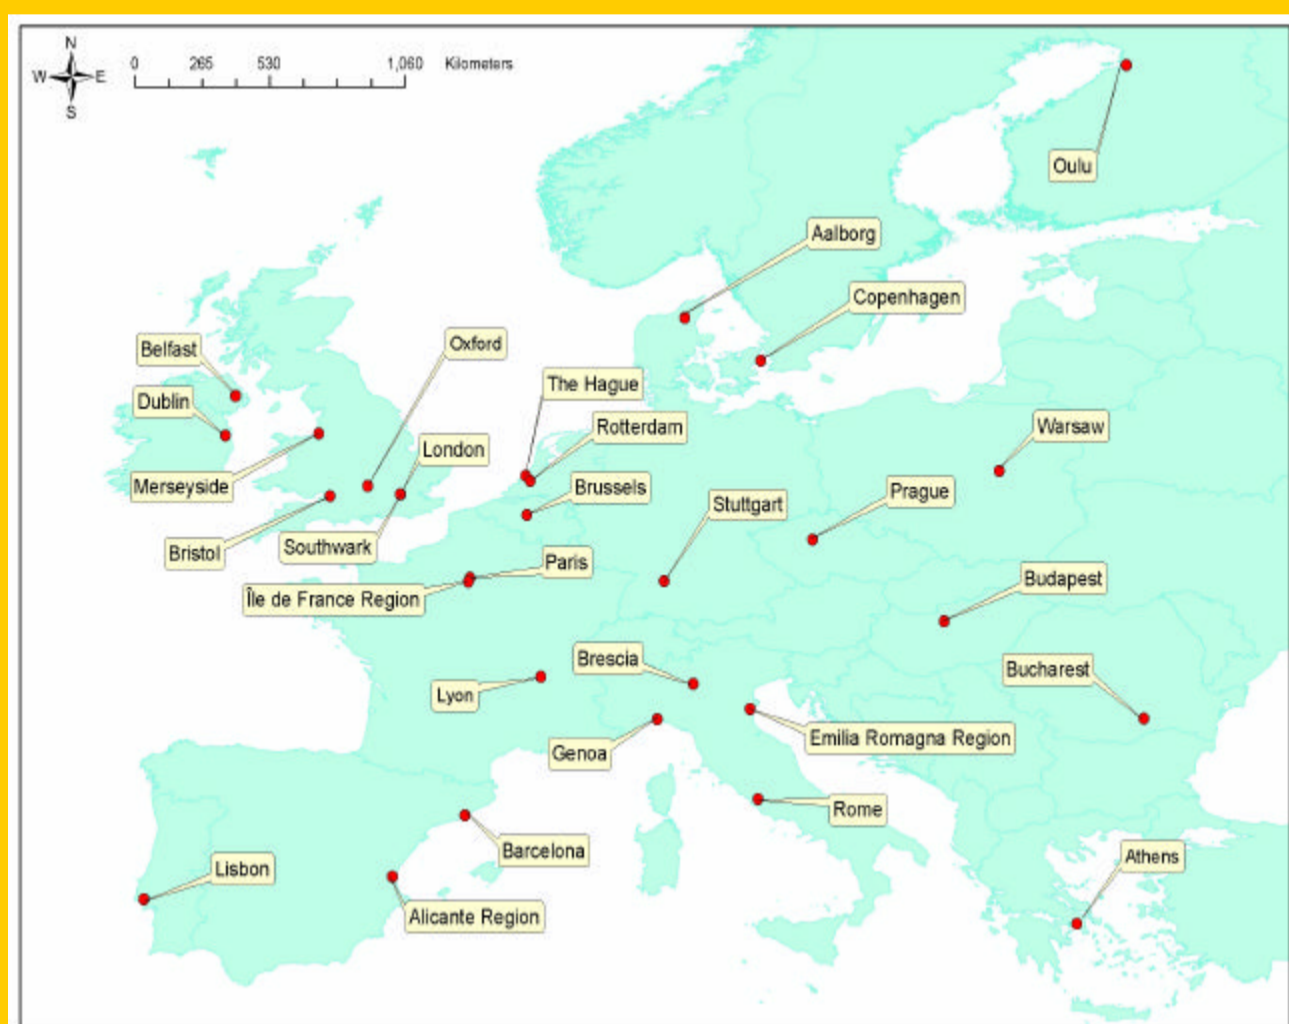 N
W E
S
0 265 530 1,060 Kilometers
Oulu
Aalborg
Copenhagen
Belfast
Oxford
The Hague
Dublin
Rotterdam
Warsaw
London
Merseyside
Brussels
Prague
Stuttgart
Southwark
Bristol
Paris
Budapest
Île de France Region
Brescia
Bucharest
Lyon
Emilia Romagna Region
Genoa
Rome
Barcelona
Athens
Lisbon
Alicante Region